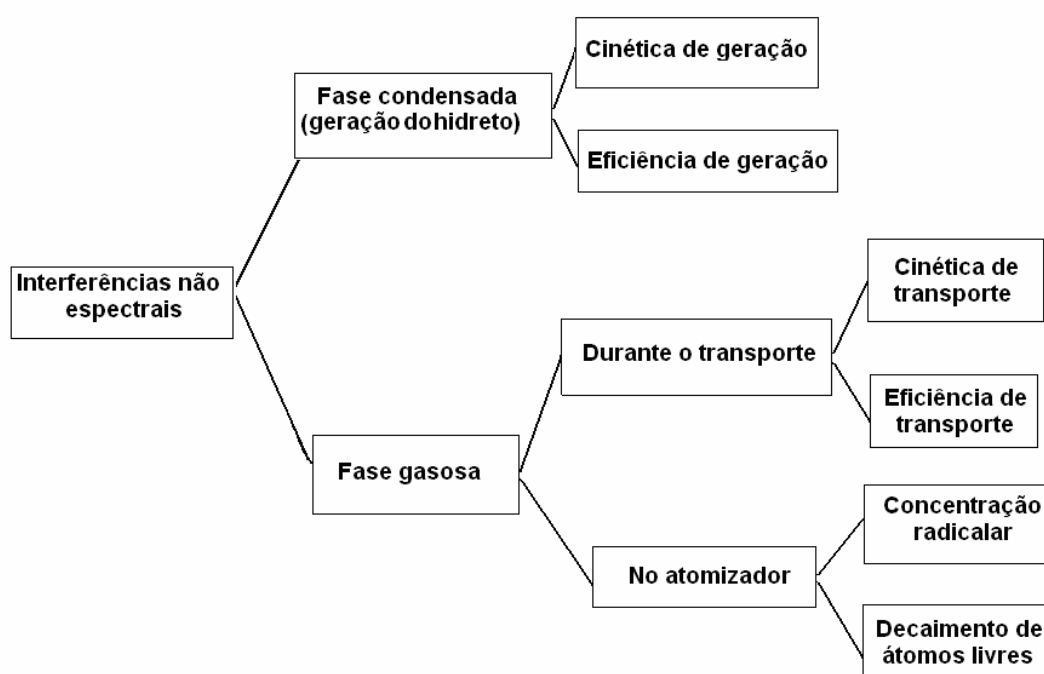 Interferências não
espectrais
Fase condensada
(geração dohidreto)
Cinética de geração
Eficiência de geração
Fase gasosa
Durante o transporte
Cinética de
transporte
Eficiência de
transporte
No atomizador
Concentração
radicalar
Decaimento de
átomos livres